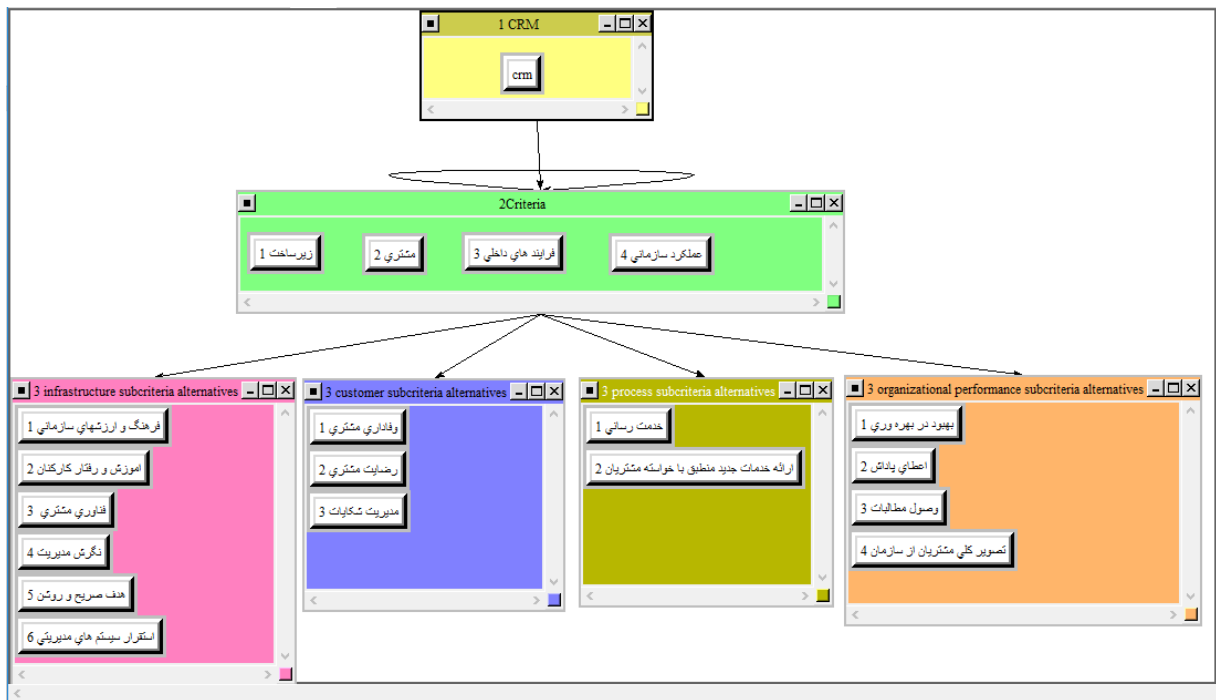 1 CRM
crm
2Criteria
زيرساخت 1
مشتري 2
فرايند هاي داخلي 3
عملكرد سازماني 4
3 infrastructure subcriteria alternatives
فرهنگ و ارزشهاي سازماني 1
اموزش و رفتار كاركنان 2
فناوري مشتري 3
نگرش مديريت 4
هدف صريح و روشن 5
استقرار سيستم هاي مديريتي 6
3 customer subcriteria alternatives
وفاداري مشتري 1
رضايت مشتري 2
مديريت شكايات 3
3 process subcriteria alternatives
خدمت رساني 1
ارائه خدمات جديد منطبق با خواسته مشتريان 2
3 organizational performance subcriteria alternatives
بهبود در بهره وري 1
اعطاي پاداش 2
وصول مطالبات 3
تصوير كلي مشتريان از سازمان 4